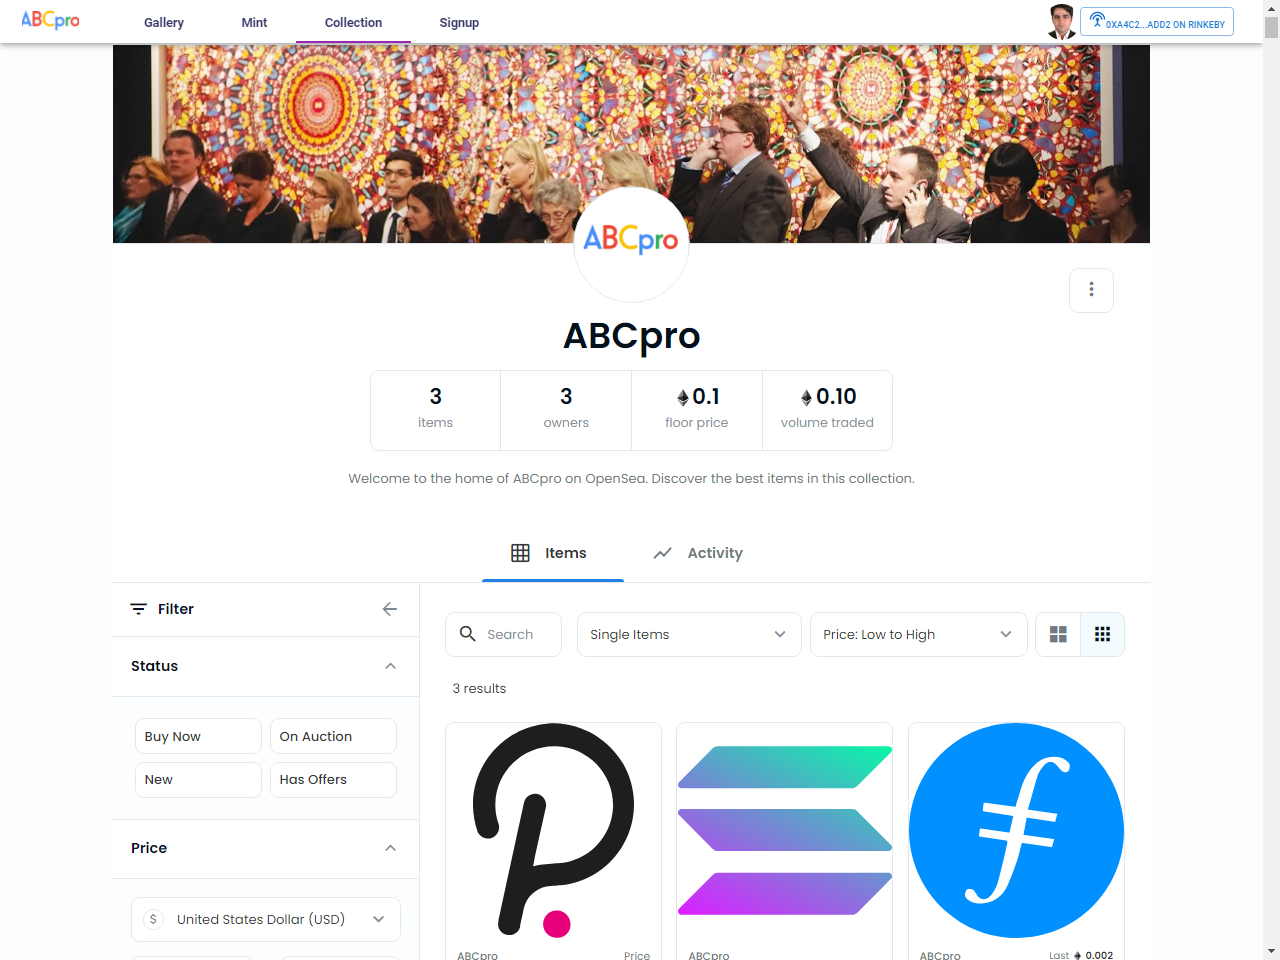 ABCpro Gallery Mint Collection Signup 0XA4C2...ADD2 ON RINKEBY
ABCpro
ABCpro
3 3 0.1 0.10
items owners floor price volume traded
Welcome to the home of ABCpro on OpenSea. Discover the best items in this collection.
Items Activity
Filter
Search Single Items Price: Low to High
Status
3 results
Buy Now On Auction
New Has Offers
Price
$ United States Dollar (USD)
ABCpro Price ABCpro ABCpro Last 0.002